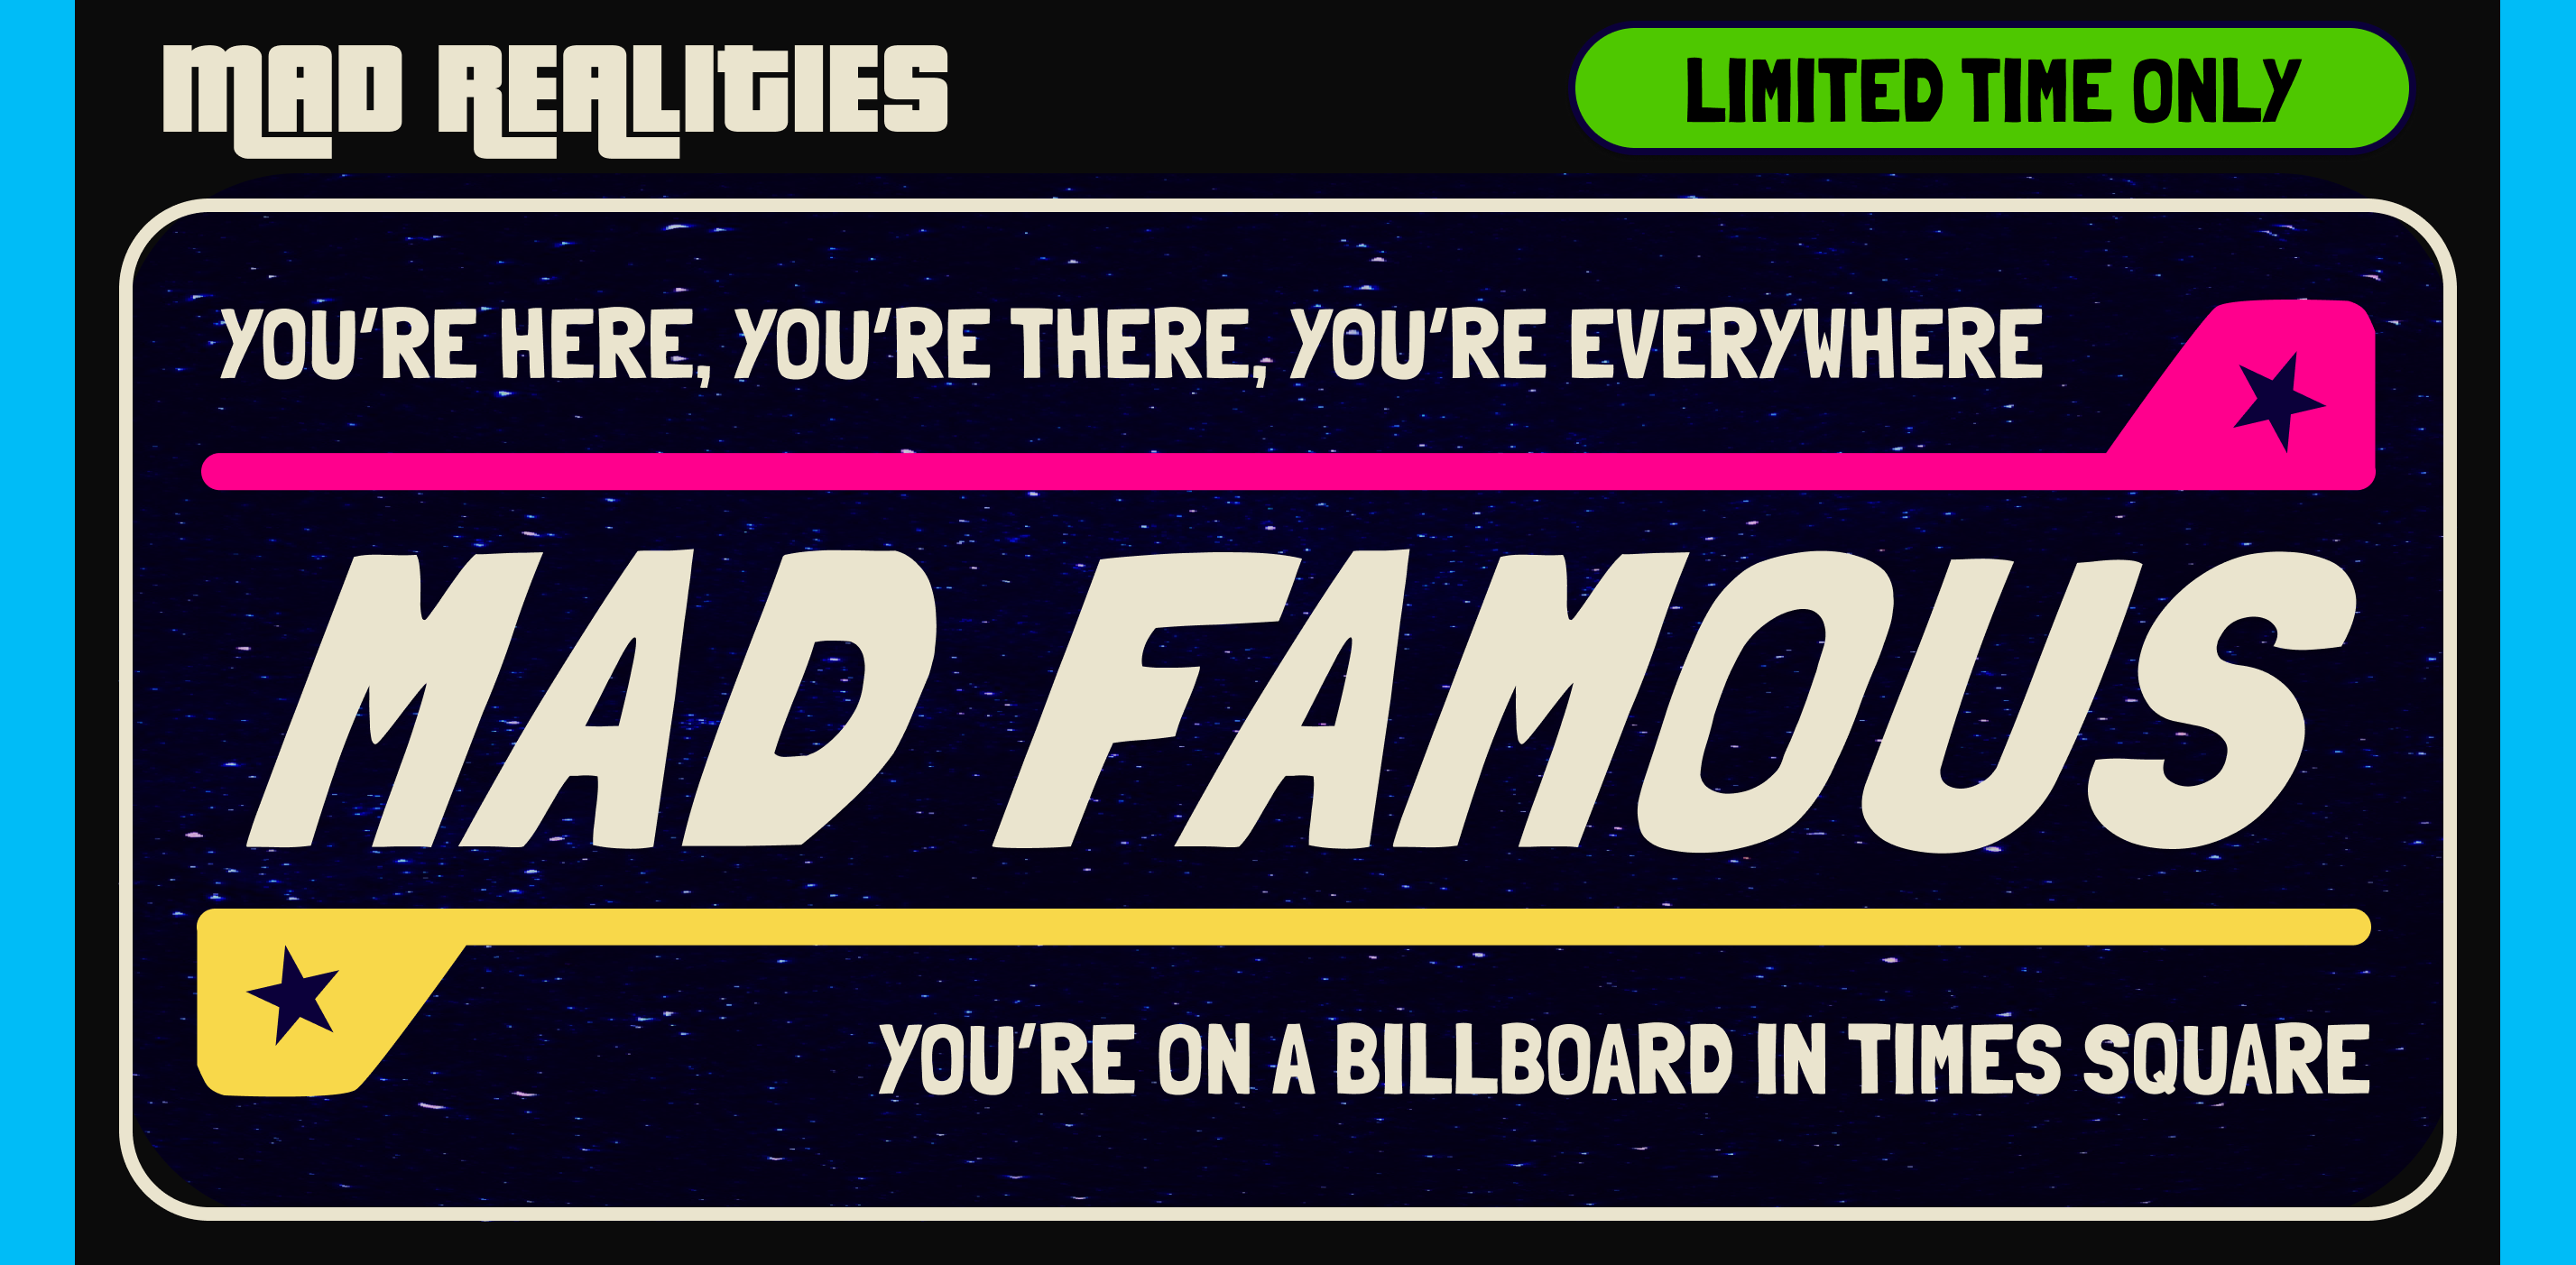 MAD REALITIES
LIMITED TIME ONLY
YOU'RE HERE, YOU'RE THERE, YOU'RE EVERYWHERE
MAD FAMOUS
YOU'RE ON A BILLBOARD IN TIMES SQUARE